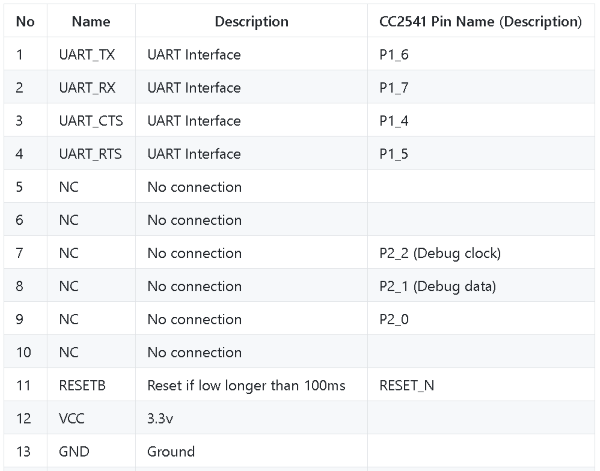 No Name Description CC2541 Pin Name (Description)
1 UART_TX UART Interface P1_6
2 UART_RX UART Interface P1_7
3 UART_CTS UART Interface P1_4
4 UART_RTS UART Interface P1_5
5 NC No connection
6 NC No connection
7 NC No connection P2_2 (Debug clock)
8 NC No connection P2_1 (Debug data)
9 NC No connection P2_0
10 NC No connection
11 RESETB Reset if low longer than 100ms RESET_N
12 VCC 3.3v
13 GND Ground